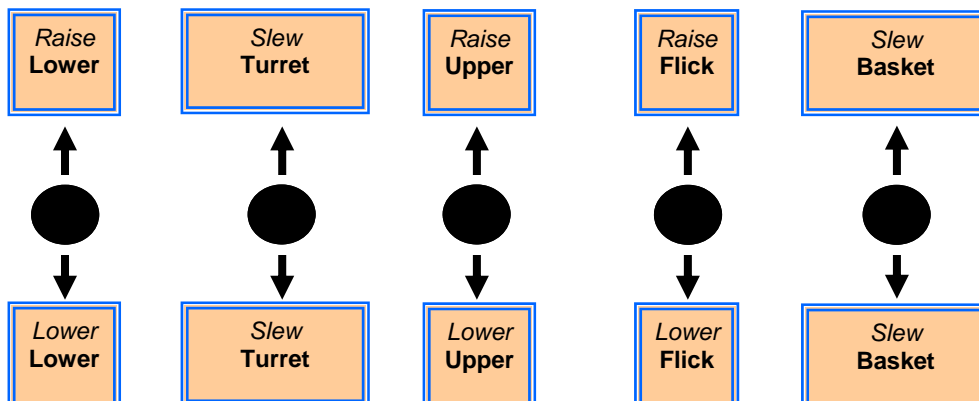 Raise
Lower
Slew
Turret
Raise
Upper
Raise
Flick
Slew
Basket
Lower
Lower
Slew
Turret
Lower
Upper
Lower
Flick
Slew
Basket